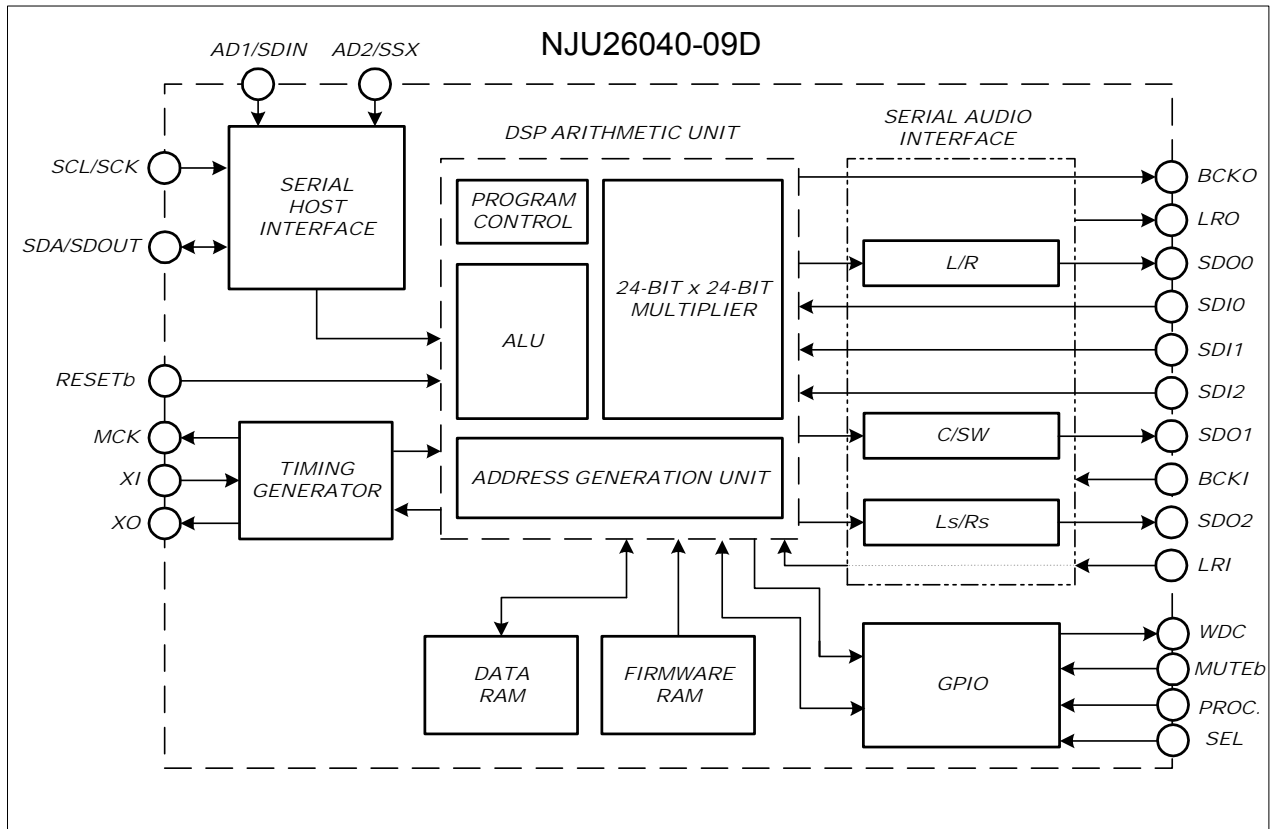 NJU26040-09D
AD1/SDIN
AD2/SSX
SCL/SCK
SDA/SDOUT
SERIAL
HOST
INTERFACE
RESETb
MCK
XI
XO
TIMING
GENERATOR
DSP ARITHMETIC UNIT
PROGRAM
CONTROL
ALU
24-BIT x 24-BIT
MULTIPLIER
ADDRESS GENERATION UNIT
SERIAL AUDIO
INTERFACE
L/R
C/SW
Ls/Rs
BCKO
LRO
SDO0
SDI0
SDI1
SDI2
SDO1
BCKI
SDO2
LRI
DATA
RAM
FIRMWARE
RAM
GPIO
WDC
MUTEb
PROC.
SEL